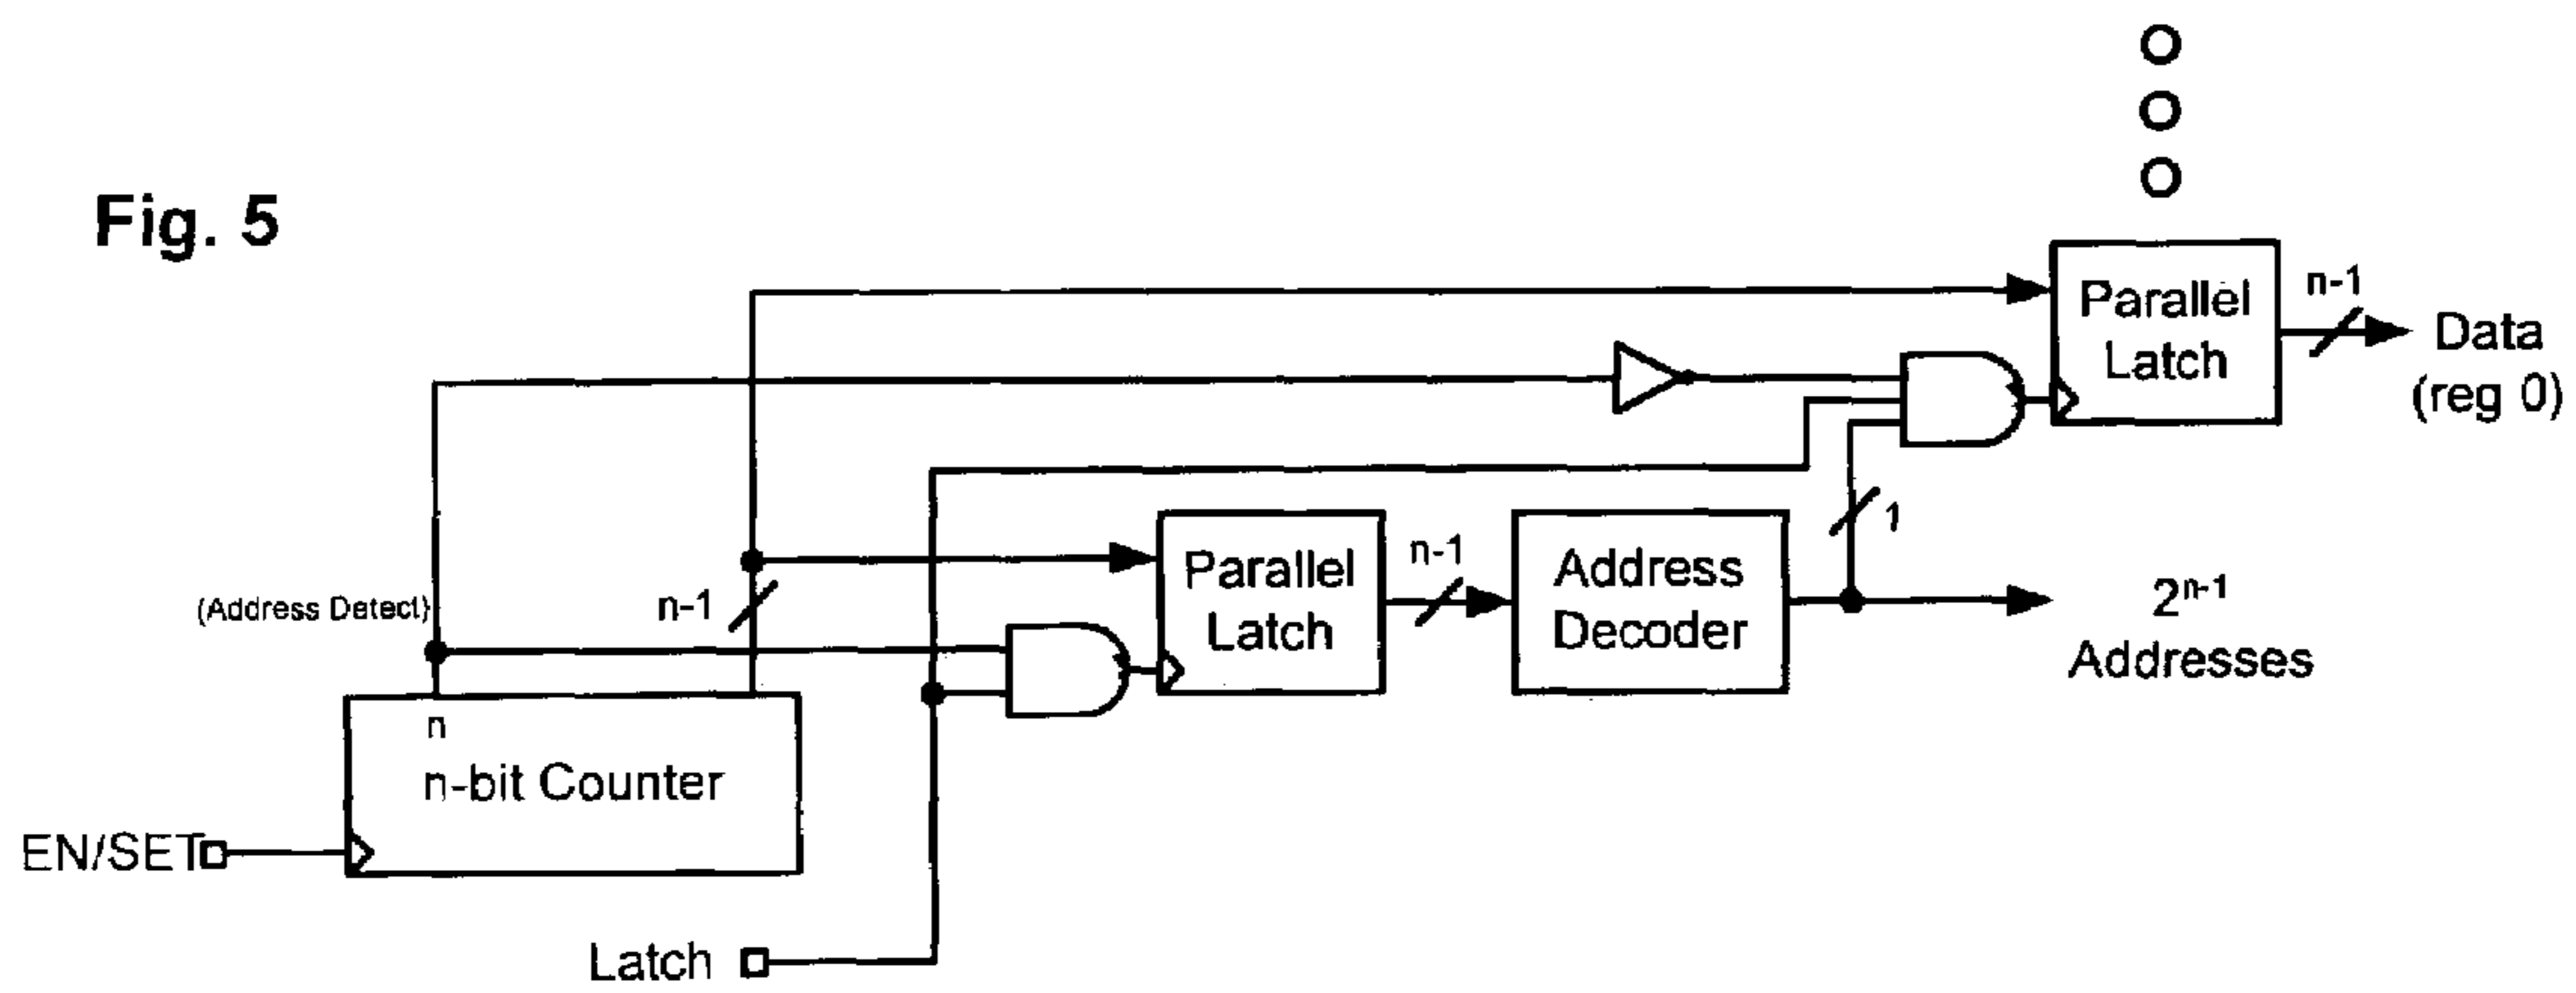 Fig. 5
Parallel
Latch
n-1
Data
(reg 0)
1
Parallel
Latch
n-1
Address
Decoder
2ⁿ⁻¹
Addresses
(Address Detect)
n-1
n
n-bit Counter
EN/SET
Latch